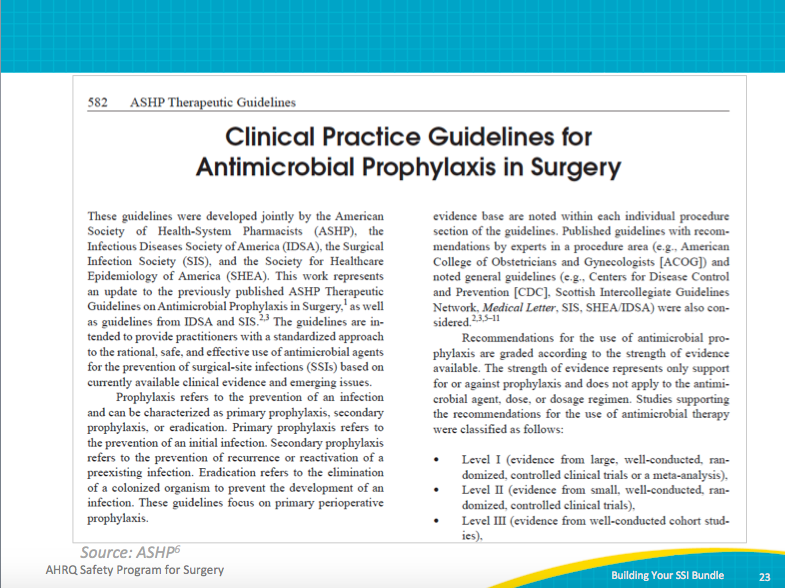 582 ASHP Therapeutic Guidelines
Clinical Practice Guidelines for
Antimicrobial Prophylaxis in Surgery
These guidelines were developed jointly by the American
Society of Health-System Pharmacists (ASHP), the
Infectious Diseases Society of America (IDSA), the Surgical
Infection Society (SIS), and the Society for Healthcare
Epidemiology of America (SHEA). This work represents
an update to the previously published ASHP Therapeutic
Guidelines on Antimicrobial Prophylaxis in Surgery,1 as well
as guidelines from IDSA and SIS.2,3 The guidelines are in-
tended to provide practitioners with a standardized approach
to the rational, safe, and effective use of antimicrobial agents
for the prevention of surgical-site infections (SSIs) based on
currently available clinical evidence and emerging issues.
Prophylaxis refers to the prevention of an infection
and can be characterized as primary prophylaxis, secondary
prophylaxis, or eradication. Primary prophylaxis refers to
the prevention of an initial infection. Secondary prophylaxis
refers to the prevention of recurrence or reactivation of a
preexisting infection. Eradication refers to the elimination
of a colonized organism to prevent the development of an
infection. These guidelines focus on primary perioperative
prophylaxis.
evidence base are noted within each individual procedure
section of the guidelines. Published guidelines with recom-
mendations by experts in a procedure area (e.g., American
College of Obstetricians and Gynecologists [ACOG]) and
noted general guidelines (e.g., Centers for Disease Control
and Prevention [CDC], Scottish Intercollegiate Guidelines
Network, Medical Letter, SIS, SHEA/IDSA) were also con-
sidered.2,3,5–11
Recommendations for the use of antimicrobial pro-
phylaxis are graded according to the strength of evidence
available. The strength of evidence represents only support
for or against prophylaxis and does not apply to the antimi-
crobial agent, dose, or dosage regimen. Studies supporting
the recommendations for the use of antimicrobial therapy
were classified as follows:
• Level I (evidence from large, well-conducted, ran-
domized, controlled clinical trials or a meta-analysis),
• Level II (evidence from small, well-conducted, ran-
domized, controlled clinical trials),
• Level III (evidence from well-conducted cohort stud-
ies),
Source: ASHP6
AHRQ Safety Program for Surgery
Building Your SSI Bundle 23